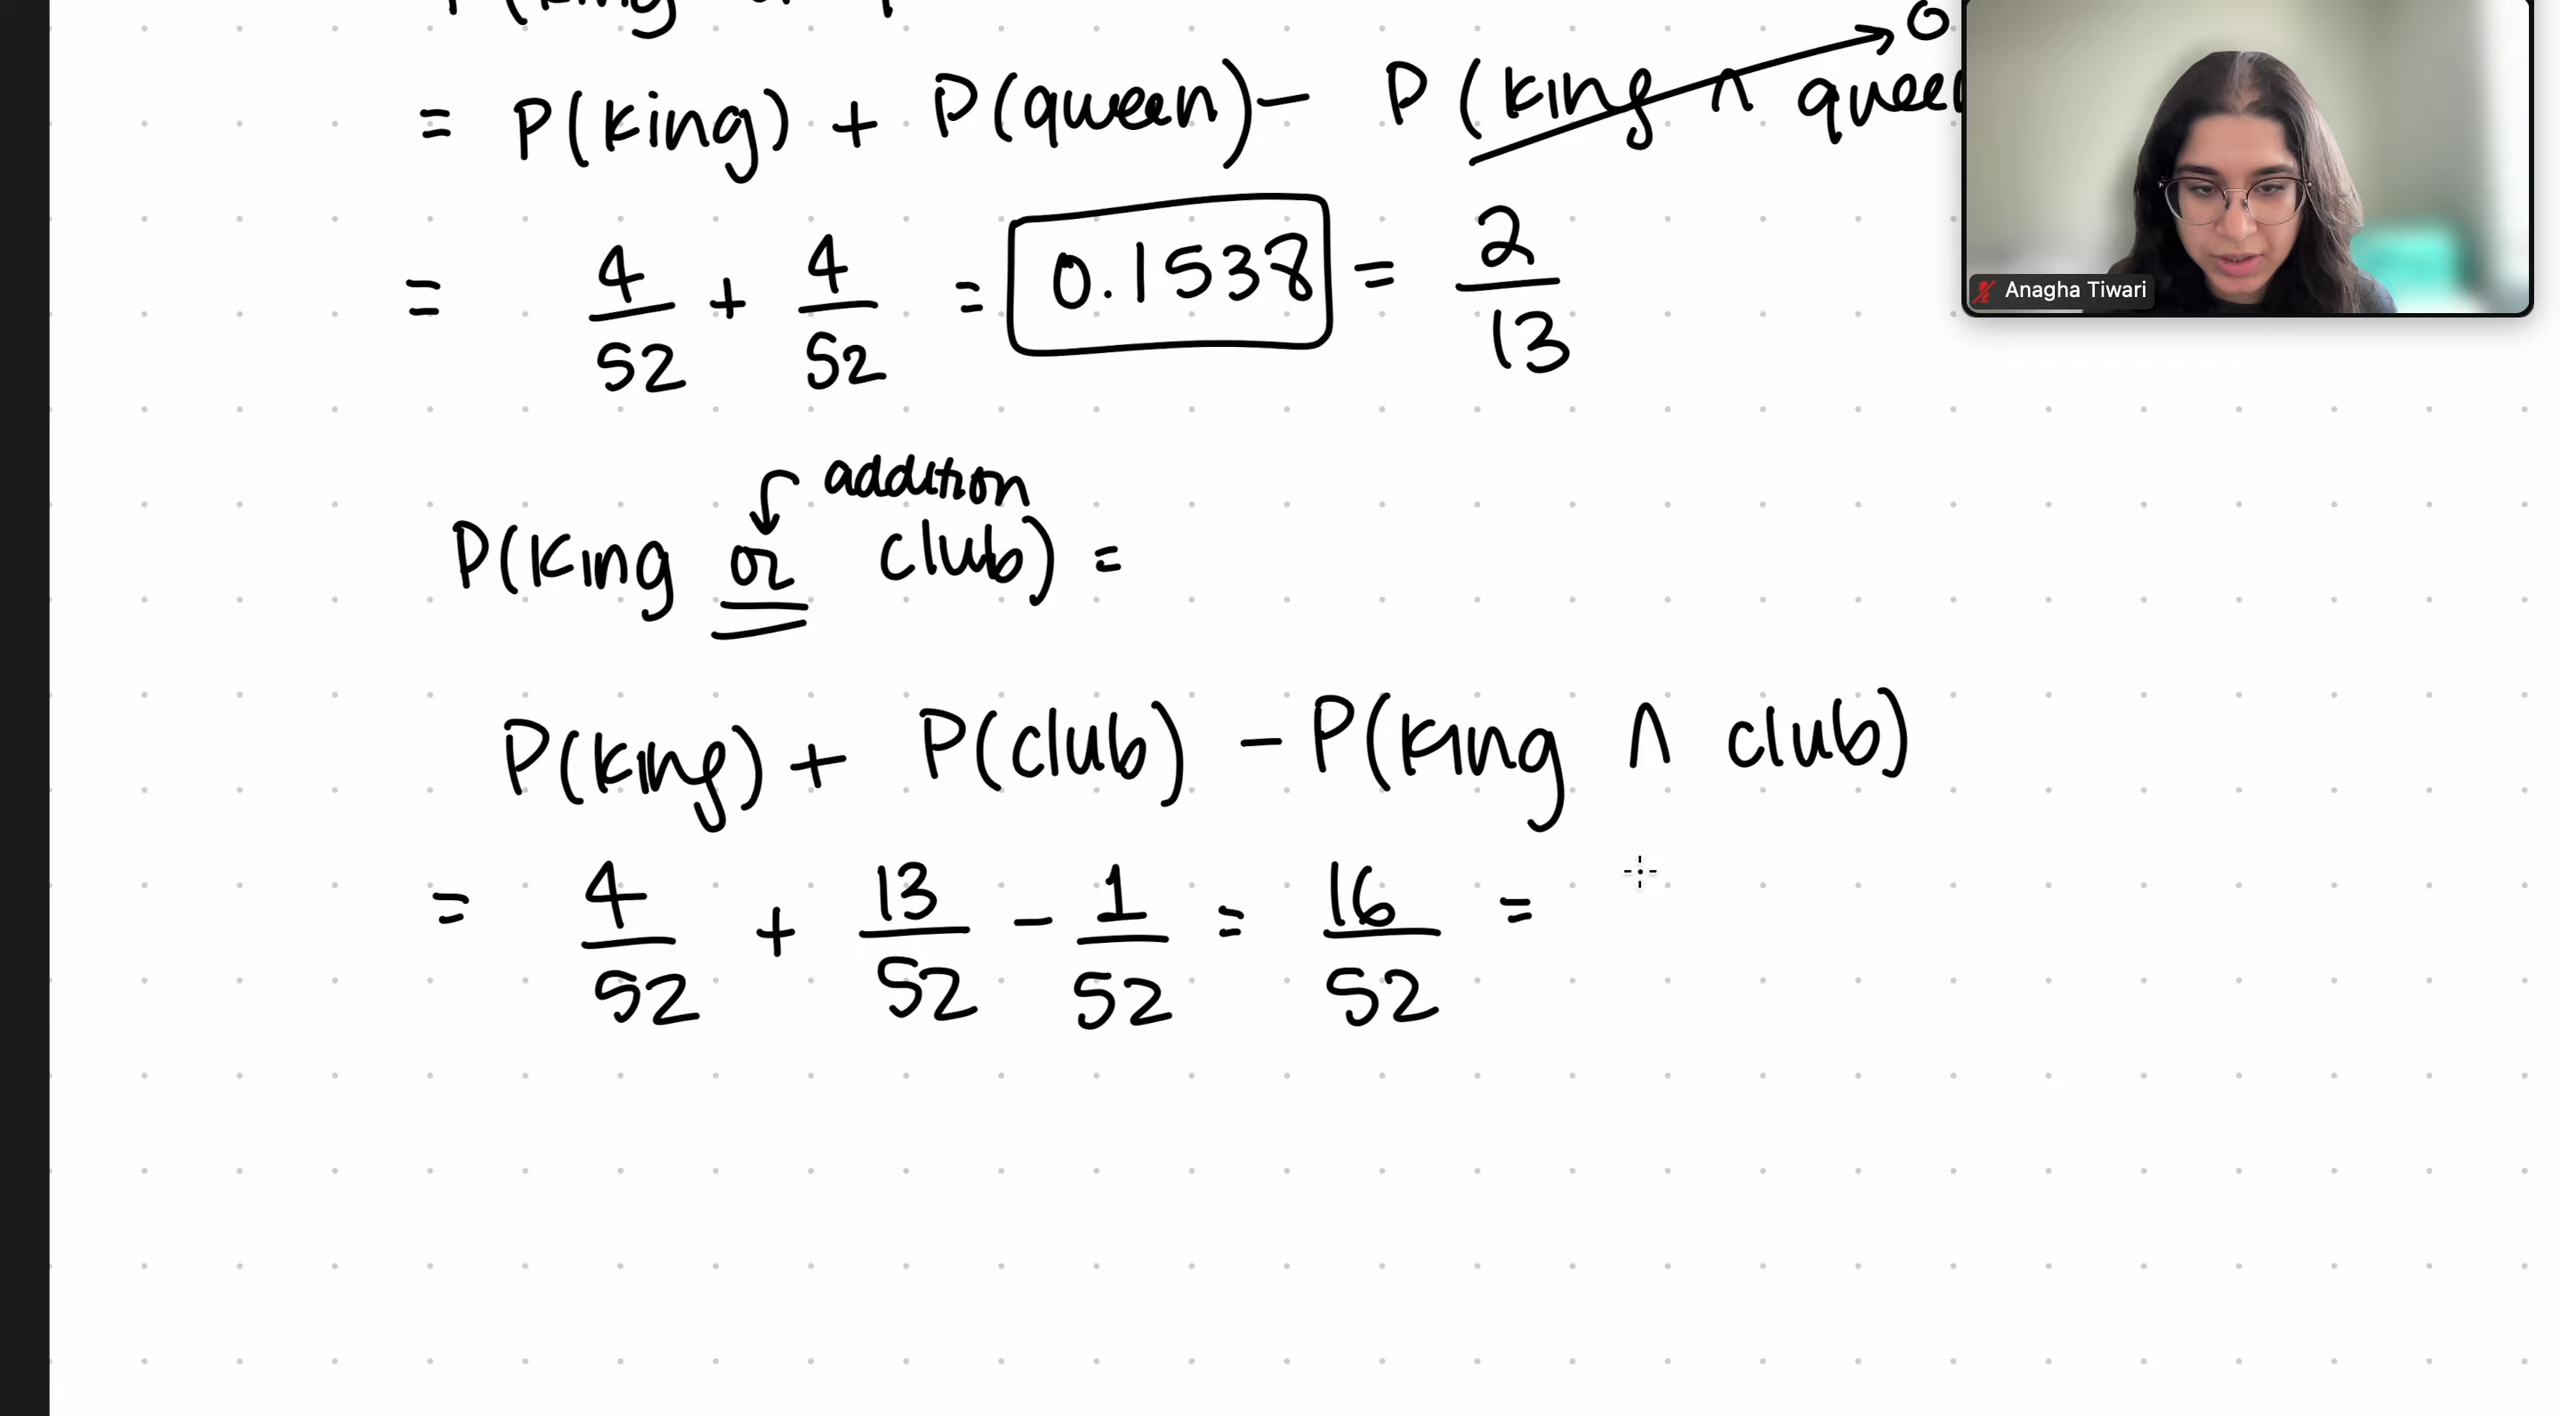 P(king
= P(king) + P(queen) - P(king ∩ queen → 0
= 4/52 + 4/52 = 0.1538 = 2/13
Anagha Tiwari
addition
P(King or club) =
P(king) + P(club) - P(king ∩ club)
= 4/52 + 13/52 - 1/52 = 16/52 =